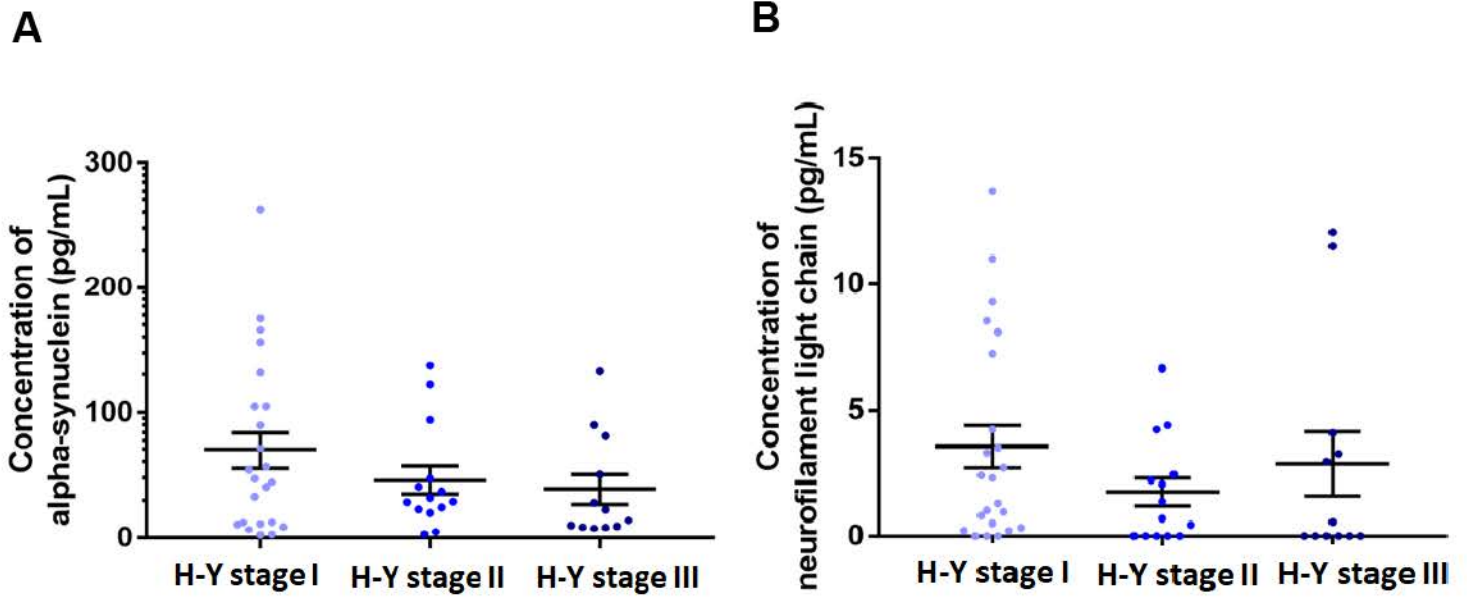 A
B
Concentration of
alpha-synuclein (pg/mL)
300
200
100
0
H-Y stage I
H-Y stage II
H-Y stage III
Concentration of
neurofilament light chain (pg/mL)
15
10
5
0
H-Y stage I
H-Y stage II
H-Y stage III